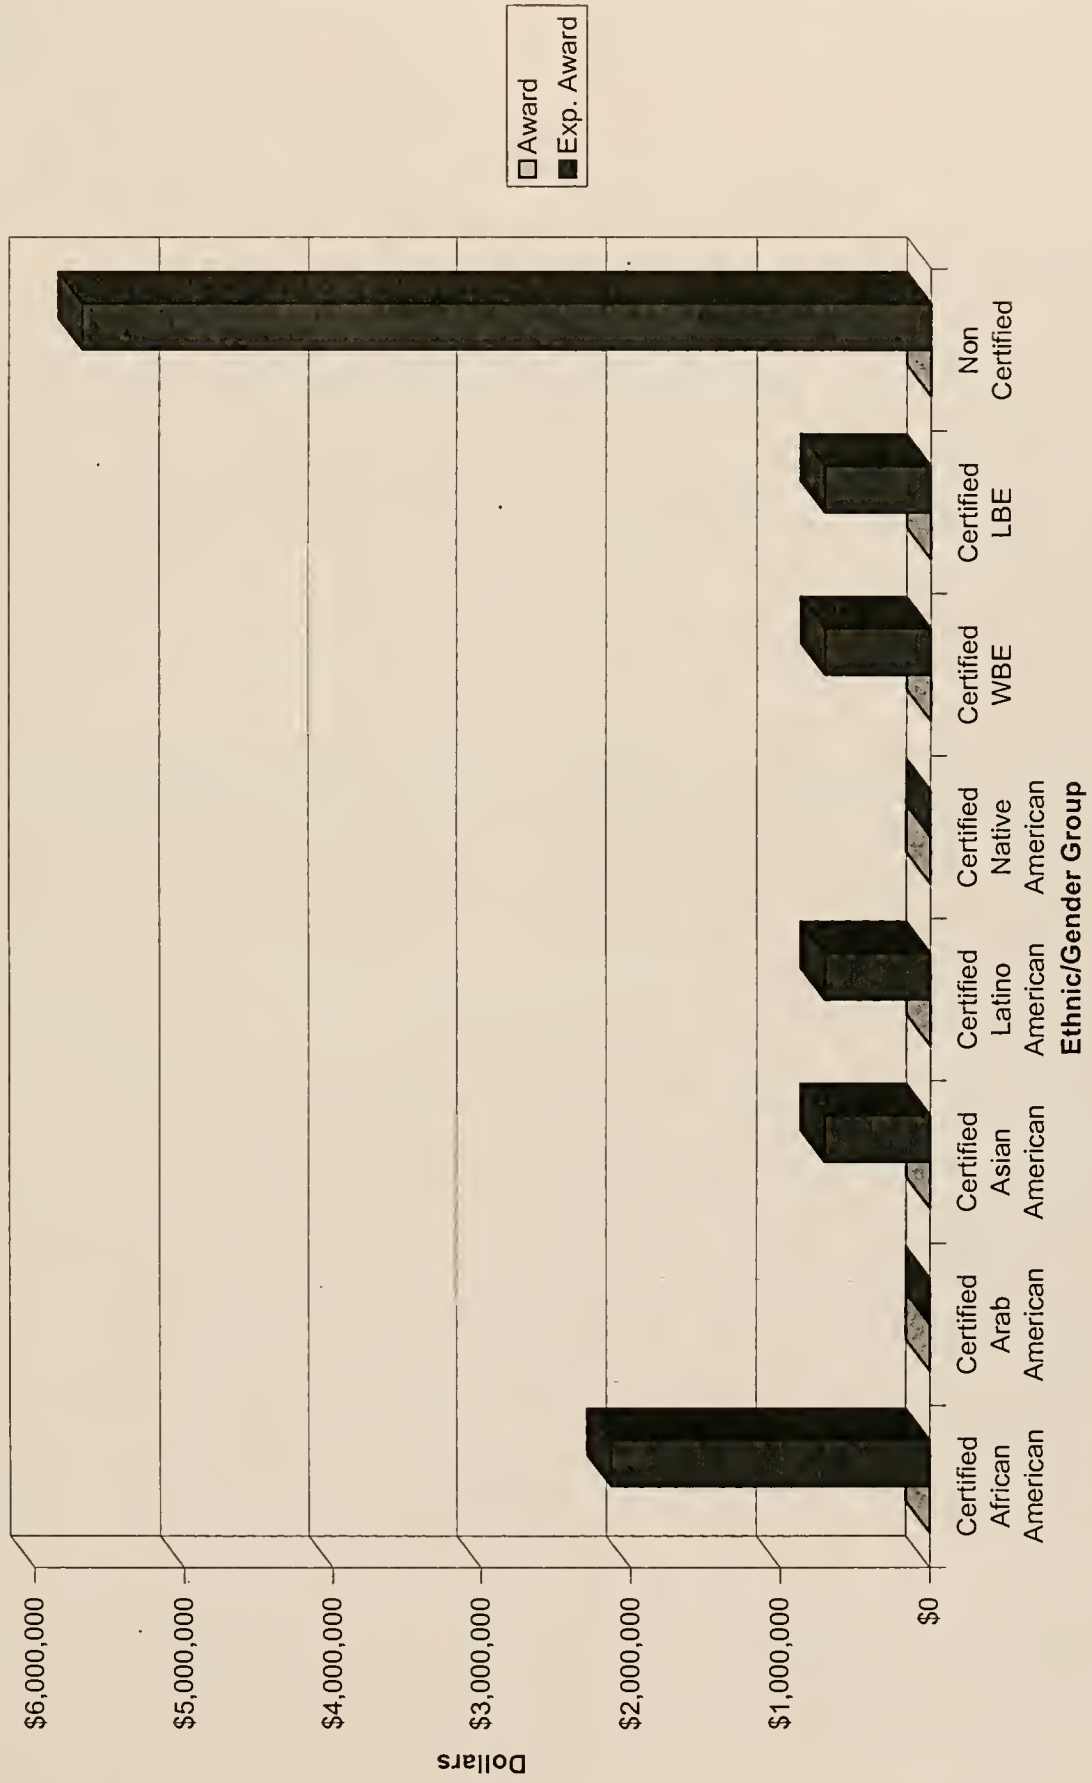 $6,000,000
$5,000,000
$4,000,000
$3,000,000
$2,000,000
$1,000,000
$0
Dollars
Certified
African
American
Certified
Arab
American
Certified
Asian
American
Certified
Latino
American
Certified
Native
American
Certified
WBE
Certified
LBE
Non
Certified
Ethnic/Gender Group
Award
Exp. Award